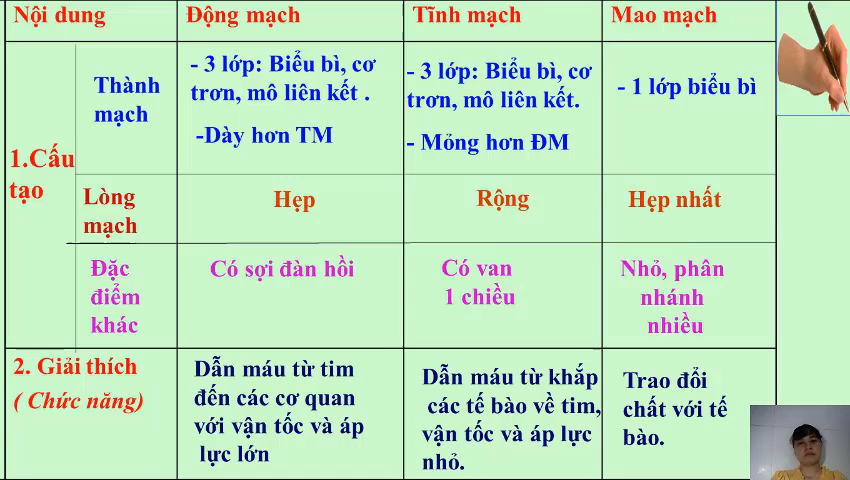 Nội dung
Động mạch
Tĩnh mạch
Mao mạch
1.Cấu
tạo
Thành
mạch
- 3 lớp: Biểu bì, cơ
trơn, mô liên kết .
-Dày hơn TM
- 3 lớp: Biểu bì, cơ
trơn, mô liên kết.
- Mỏng hơn ĐM
- 1 lớp biểu bì
Lòng
mạch
Hẹp
Rộng
Hẹp nhất
Đặc
điểm
khác
Có sợi đàn hồi
Có van
1 chiều
Nhỏ, phân
nhánh
nhiều
2. Giải thích
( Chức năng)
Dẫn máu từ tim
đến các cơ quan
với vận tốc và áp
lực lớn
Dẫn máu từ khắp
các tế bào về tim,
vận tốc và áp lực
nhỏ.
Trao đổi
chất với tế
bào.